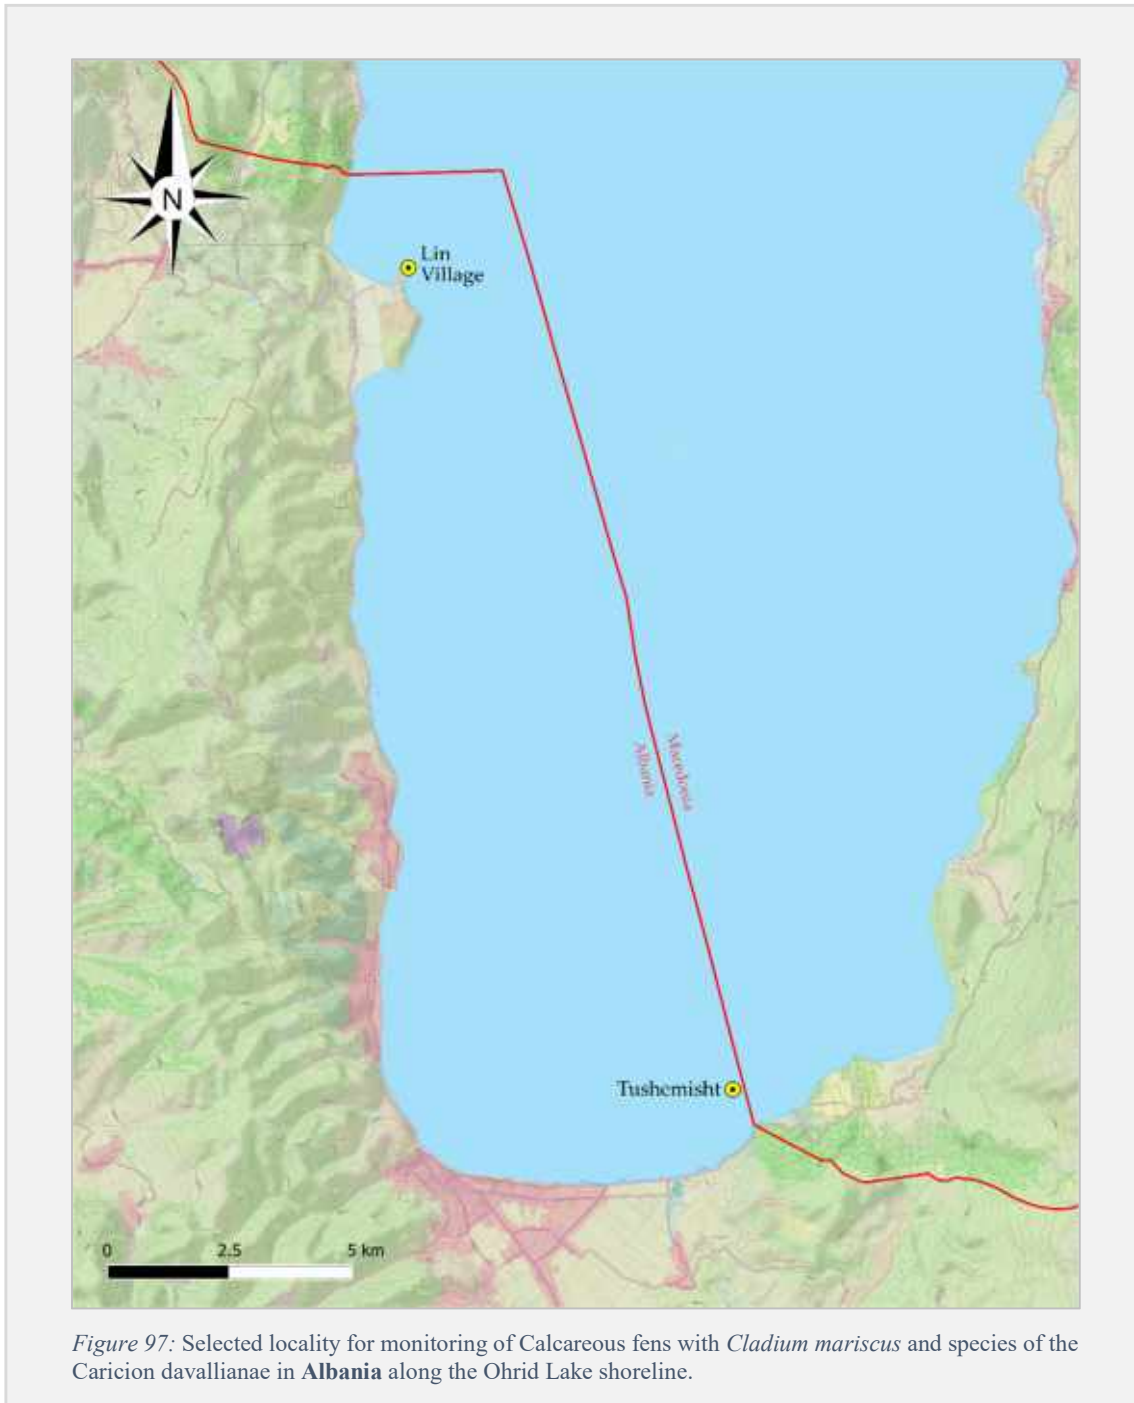 N
Lin
Village
Macedonia
Albania
Tushemisht
0 2.5 5 km
Figure 97: Selected locality for monitoring of Calcareous fens with Cladium mariscus and species of the
Caricion davallianae in Albania along the Ohrid Lake shoreline.